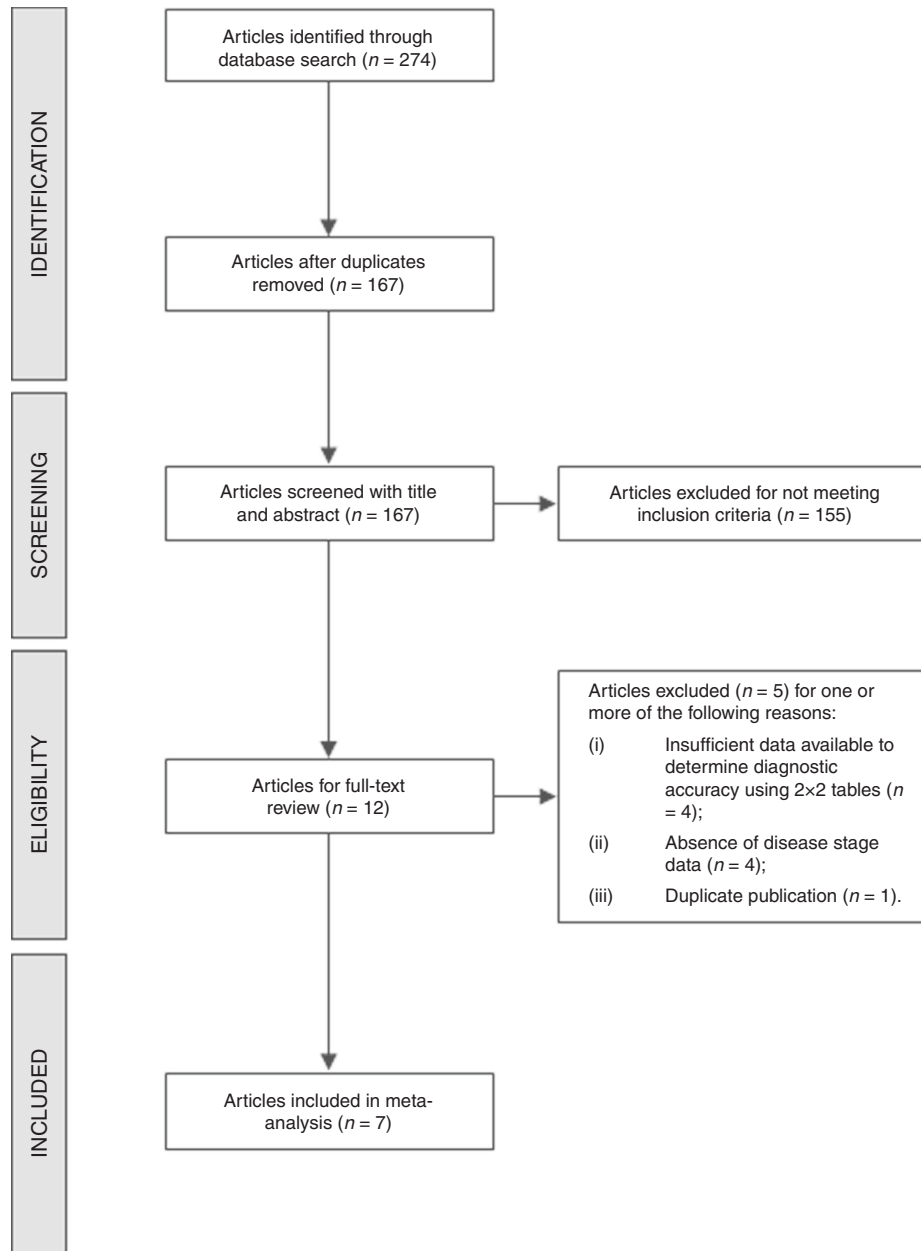 IDENTIFICATION
Articles identified through
database search (n = 274)
Articles after duplicates
removed (n = 167)
SCREENING
Articles screened with title
and abstract (n = 167)
Articles excluded for not meeting
inclusion criteria (n = 155)
ELIGIBILITY
Articles for full-text
review (n = 12)
Articles excluded (n = 5) for one or
more of the following reasons:
(i) Insufficient data available to
determine diagnostic
accuracy using 2×2 tables (n
= 4);
(ii) Absence of disease stage
data (n = 4);
(iii) Duplicate publication (n = 1).
INCLUDED
Articles included in meta-
analysis (n = 7)